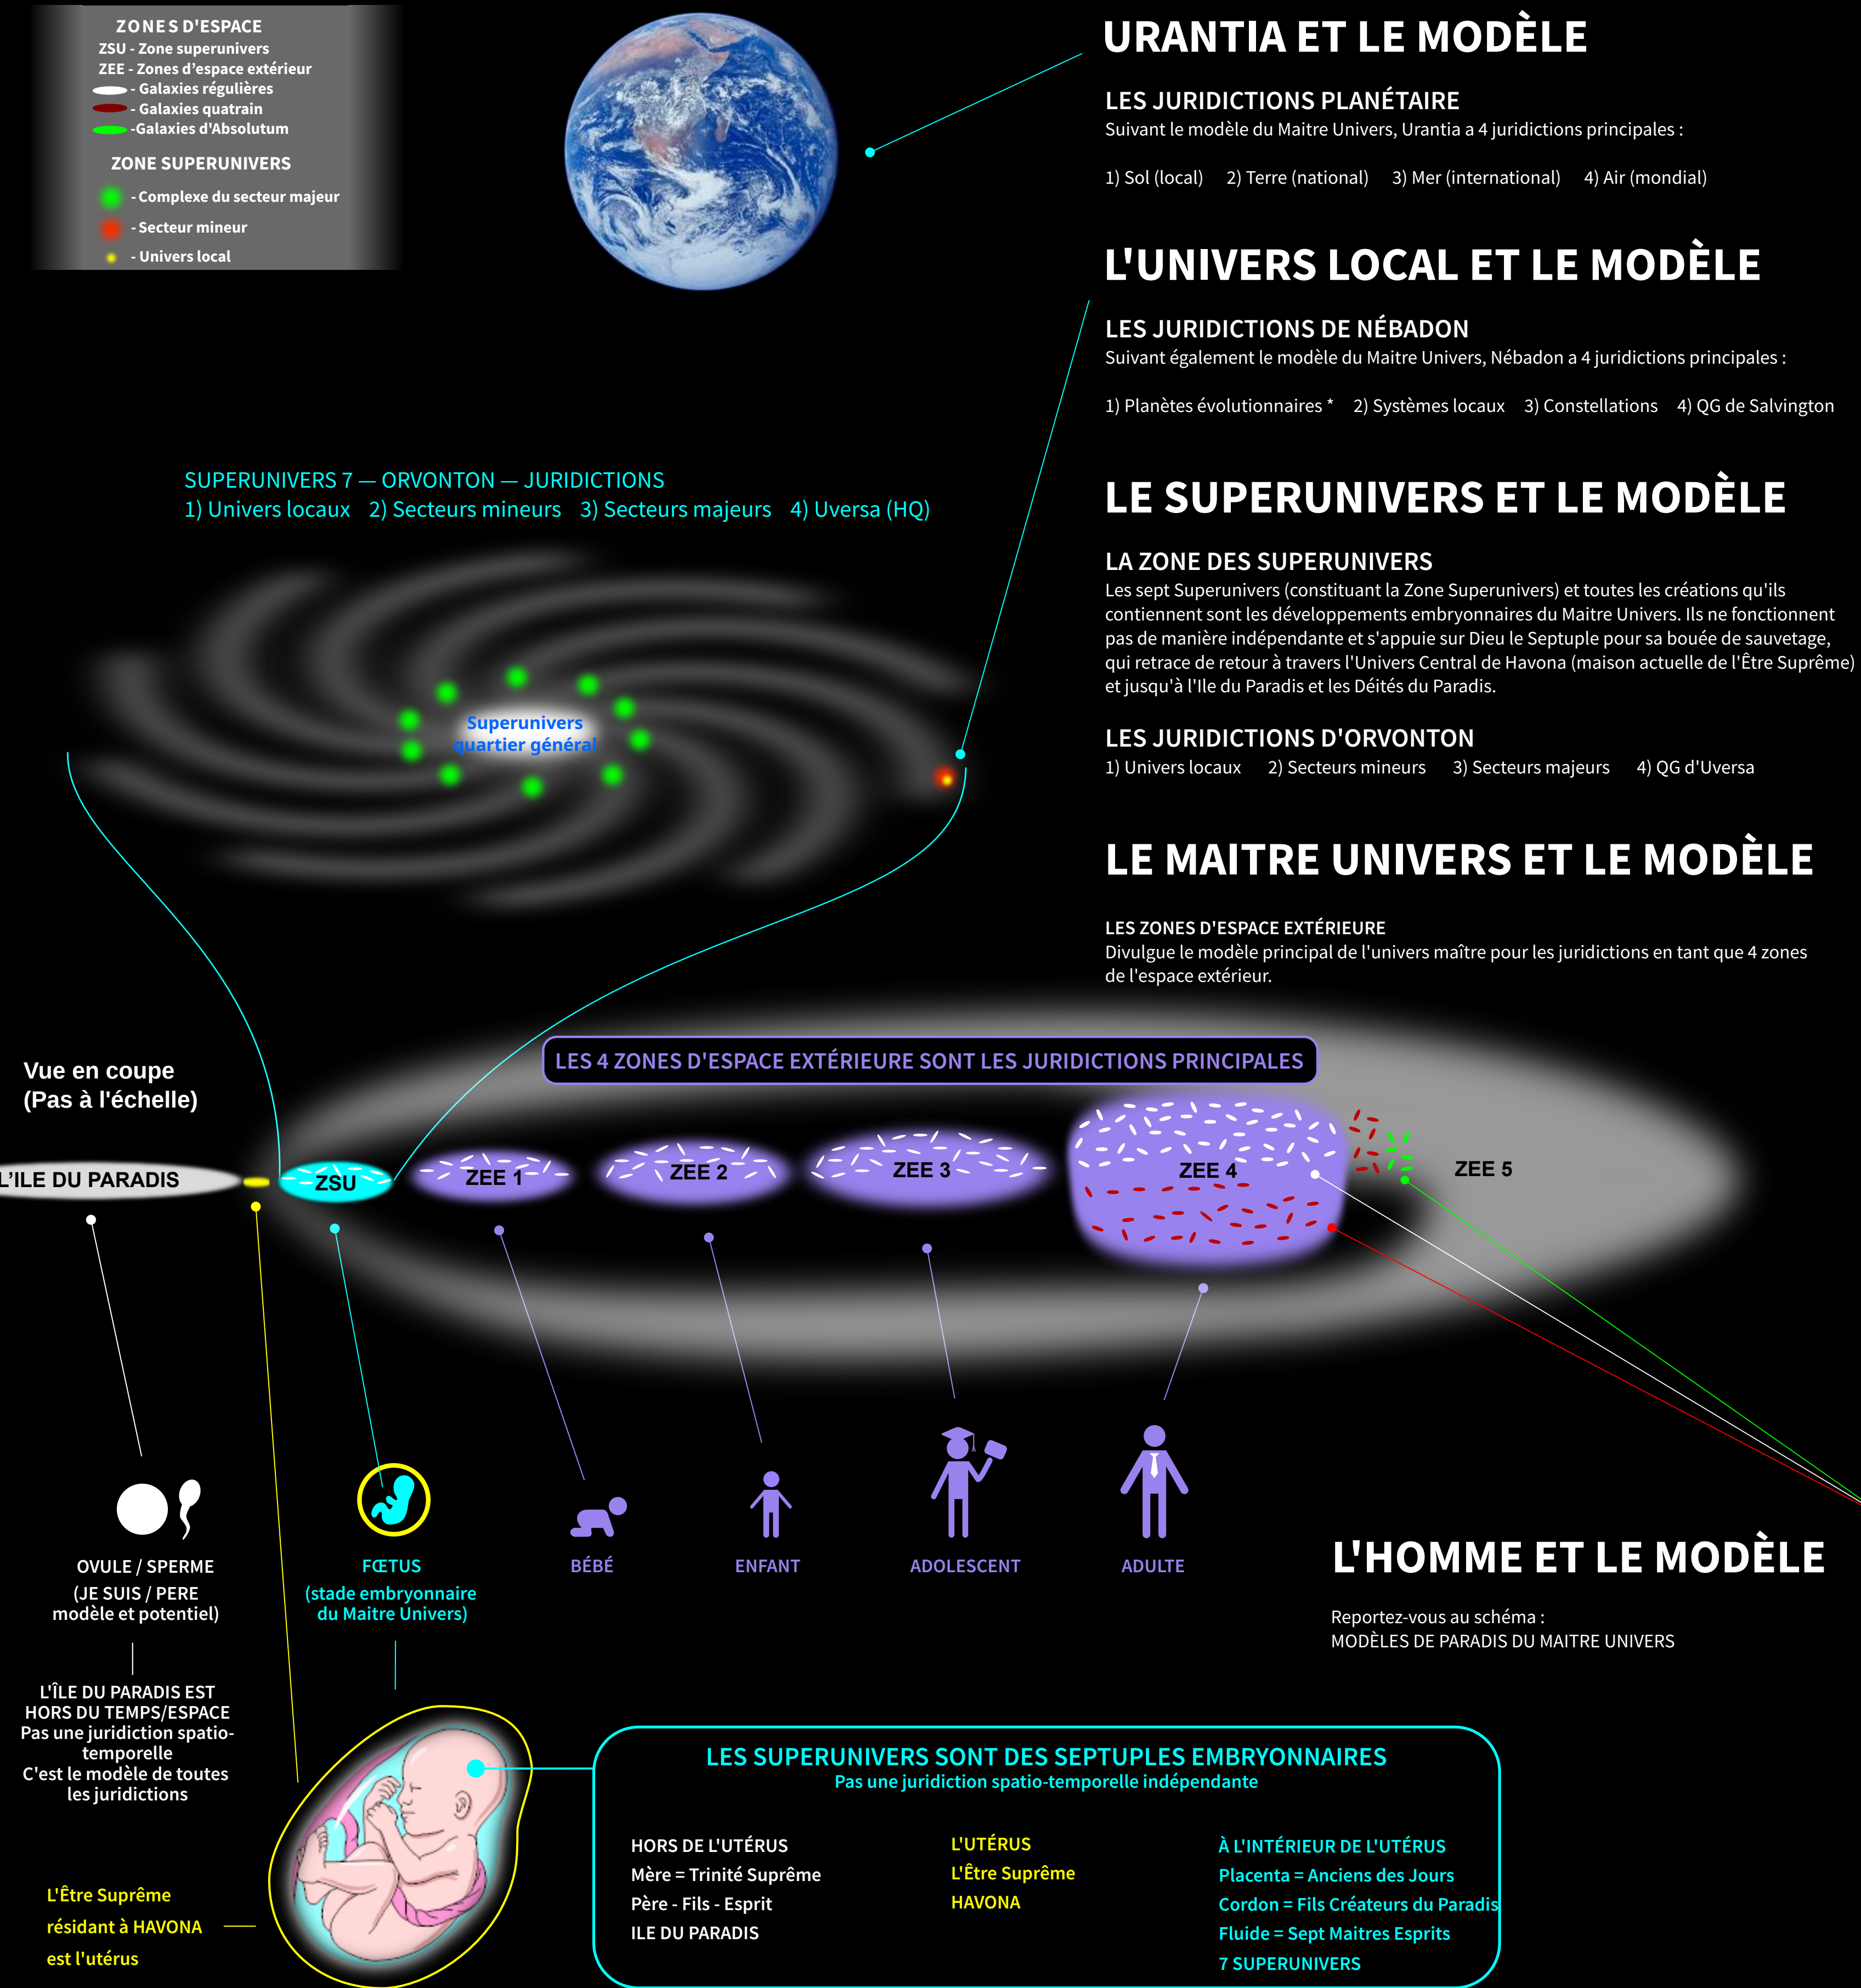 ZONES D'ESPACE
ZSU - Zone superunivers
ZEE - Zones d'espace extérieur
- Galaxies régulières
- Galaxies quatrain
-Galaxies d'Absolutum
ZONE SUPERUNIVERS
- Complexe du secteur majeur
- Secteur mineur
- Univers local
URANTIA ET LE MODÈLE
LES JURIDICTIONS PLANÉTAIRE
Suivant le modèle du Maitre Univers, Urantia a 4 juridictions principales :
1) Sol (local) 2) Terre (national) 3) Mer (international) 4) Air (mondial)
L'UNIVERS LOCAL ET LE MODÈLE
LES JURIDICTIONS DE NÉBADON
Suivant également le modèle du Maitre Univers, Nébadon a 4 juridictions principales :
1) Planètes évolutionnaires * 2) Systèmes locaux 3) Constellations 4) QG de Salvington
SUPERUNIVERS 7 — ORVONTON — JURIDICTIONS
1) Univers locaux 2) Secteurs mineurs 3) Secteurs majeurs 4) Uversa (HQ)
Superunivers
quartier général
LE SUPERUNIVERS ET LE MODÈLE
LA ZONE DES SUPERUNIVERS
Les sept Superunivers (constituant la Zone Superunivers) et toutes les créations qu'ils
contiennent sont les développements embryonnaires du Maitre Univers. Ils ne fonctionnent
pas de manière indépendante et s'appuie sur Dieu le Septuple pour sa bouée de sauvetage,
qui retrace de retour à travers l'Univers Central de Havona (maison actuelle de l'Être Suprême)
et jusqu'à l'Ile du Paradis et les Déités du Paradis.
LES JURIDICTIONS D'ORVONTON
1) Univers locaux 2) Secteurs mineurs 3) Secteurs majeurs 4) QG d'Uversa
LE MAITRE UNIVERS ET LE MODÈLE
LES ZONES D'ESPACE EXTÉRIEURE
Divulgue le modèle principal de l'univers maître pour les juridictions en tant que 4 zones
de l'espace extérieur.
LES 4 ZONES D'ESPACE EXTÉRIEURE SONT LES JURIDICTIONS PRINCIPALES
Vue en coupe
(Pas à l'échelle)
L'ILE DU PARADIS
ZSU
ZEE 1
ZEE 2
ZEE 3
ZEE 4
ZEE 5
OVULE / SPERME
(JE SUIS / PERE
modèle et potentiel)
FŒTUS
(stade embryonnaire
du Maitre Univers)
BÉBÉ
ENFANT
ADOLESCENT
ADULTE
L'HOMME ET LE MODÈLE
Reportez-vous au schéma :
MODÈLES DE PARADIS DU MAITRE UNIVERS
L'ÎLE DU PARADIS EST
HORS DU TEMPS/ESPACE
Pas une juridiction spatio-
temporelle
C'est le modèle de toutes
les juridictions
L'Être Suprême
résidant à HAVONA
est l'utérus
LES SUPERUNIVERS SONT DES SEPTUPLES EMBRYONNAIRES
Pas une juridiction spatio-temporelle indépendante
HORS DE L'UTÉRUS
Mère = Trinité Suprême
Père - Fils - Esprit
ILE DU PARADIS
L'UTÉRUS
L'Être Suprême
HAVONA
À L'INTÉRIEUR DE L'UTÉRUS
Placenta = Anciens des Jours
Cordon = Fils Créateurs du Paradis
Fluide = Sept Maitres Esprits
7 SUPERUNIVERS